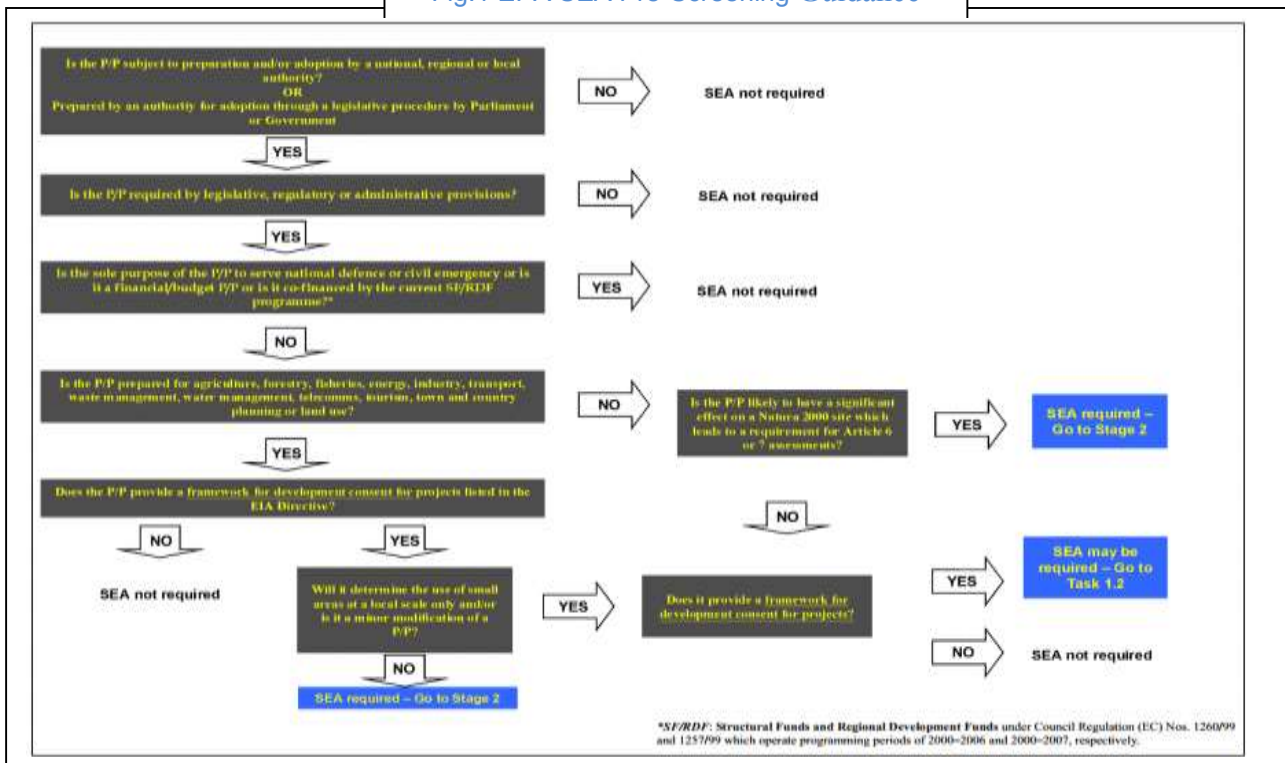 Is the P/P subject to preparation and/or adoption by a national, regional or local
authority?
OR
Prepared by an authority for adoption through a legislative procedure by Parliament
or Government
NO
SEA not required
YES
Is the P/P required by legislative, regulatory or administrative provisions?
NO
SEA not required
YES
Is the sole purpose of the P/P to serve national defence or civil emergency or is
it a financial/budget P/P or is it co-financed by the current SF/RDF
programme?*
YES
SEA not required
NO
Is the P/P prepared for agriculture, forestry, fisheries, energy, industry, transport,
waste management, water management, telecomms, tourism, town and country
planning or land use?
NO
Is the P/P likely to have a significant
effect on a Natura 2000 site which
leads to a requirement for Article 6
or 7 assessments?
YES
SEA required –
Go to Stage 2
YES
Does the P/P provide a framework for development consent for projects listed in the
EIA Directive?
NO
NO
YES
SEA not required
Will it determine the use of small
areas at a local scale only and/or
is it a minor modification of a
P/P?
YES
Does it provide a framework for
development consent for projects?
YES
SEA may be
required – Go to
Task 1.2
NO
SEA not required
NO
SEA required – Go to Stage 2
*SF/RDF: Structural Funds and Regional Development Funds under Council Regulation (EC) Nos. 1260/99
and 1257/99 which operate programming periods of 2000–2006 and 2000–2007, respectively.